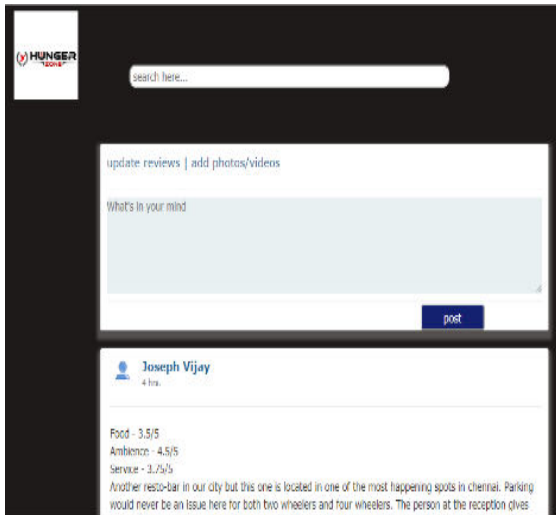 HUNGER
ZONE
search here...
update reviews | add photos/videos
What's in your mind
post
Joseph Vijay
4 hrs.
Food - 3.5/5
Ambience - 4.5/5
Service - 3.75/5
Another resto-bar in our city but this one is located in one of the most happening spots in chennai. Parking
would never be an issue here for both two wheelers and four wheelers. The person at the reception gives